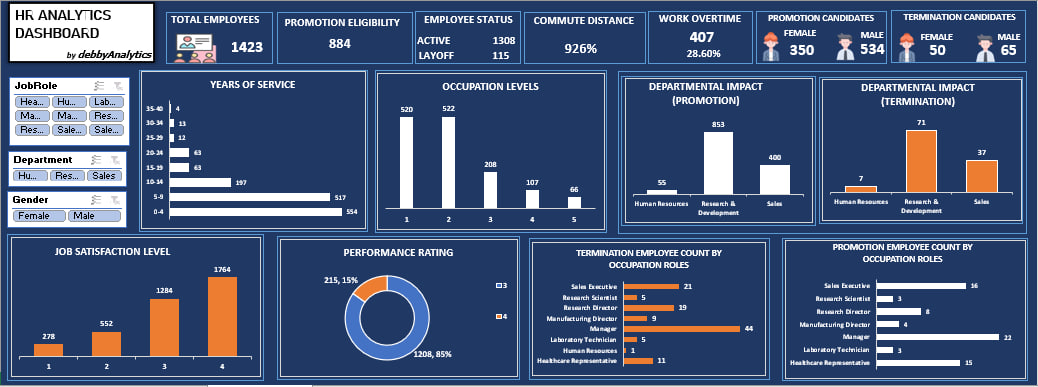 HR ANALYTICS
DASHBOARD
by debbyAnalytics
TOTAL EMPLOYEES
1423
PROMOTION ELIGIBILITY
884
EMPLOYEE STATUS
ACTIVE 1308
LAYOFF 115
COMMUTE DISTANCE
926%
WORK OVERTIME
407
28.60%
PROMOTION CANDIDATES
FEMALE MALE
350 534
TERMINATION CANDIDATES
FEMALE MALE
50 65
JobRole
Hea... Hu... Lab...
Ma... Ma... Res...
Res... Sale... Sale...
Department
Hu... Res... Sales
Gender
Female Male
YEARS OF SERVICE
35-40 4
30-34 13
25-29 12
20-24 63
15-19 63
10-14 197
5-9 517
0-4 554
OCCUPATION LEVELS
520 522 208 107 66
1 2 3 4 5
DEPARTMENTAL IMPACT
(PROMOTION)
55 853 400
Human Resources Research & Sales
Development
DEPARTMENTAL IMPACT
(TERMINATION)
7 71 37
Human Resources Research & Sales
Development
JOB SATISFACTION LEVEL
278 552 1284 1764
1 2 3 4
PERFORMANCE RATING
215, 15%
1208, 85%
3
4
TERMINATION EMPLOYEE COUNT BY
OCCUPATION ROLES
Sales Executive 21
Research Scientist 5
Research Director 19
Manufacturing Director 9
Manager 44
Laboratory Technician 5
Human Resources 1
Healthcare Representative 11
PROMOTION EMPLOYEE COUNT BY
OCCUPATION ROLES
Sales Executive 16
Research Scientist 3
Research Director 8
Manufacturing Director 4
Manager 22
Laboratory Technician 3
Healthcare Representative 15